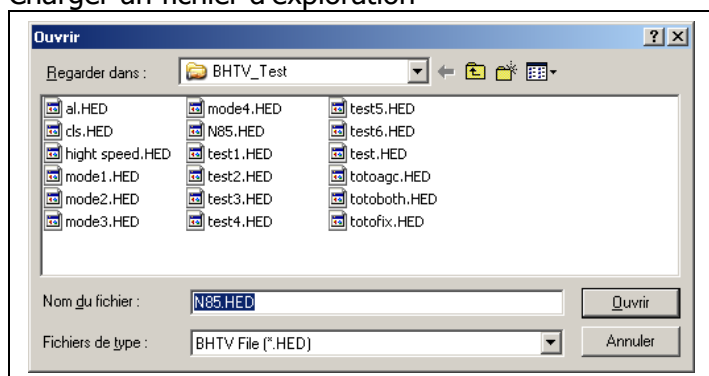 Charger un fichier d'exploration
Ouvrir
Regarder dans : BHTV_Test
al.HED mode4.HED test5.HED
cls.HED N85.HED test6.HED
hight speed.HED test1.HED test.HED
mode1.HED test2.HED totoagc.HED
mode2.HED test3.HED totoboth.HED
mode3.HED test4.HED totofix.HED
Nom du fichier : N85.HED Ouvrir
Fichiers de type : BHTV File (*.HED) Annuler